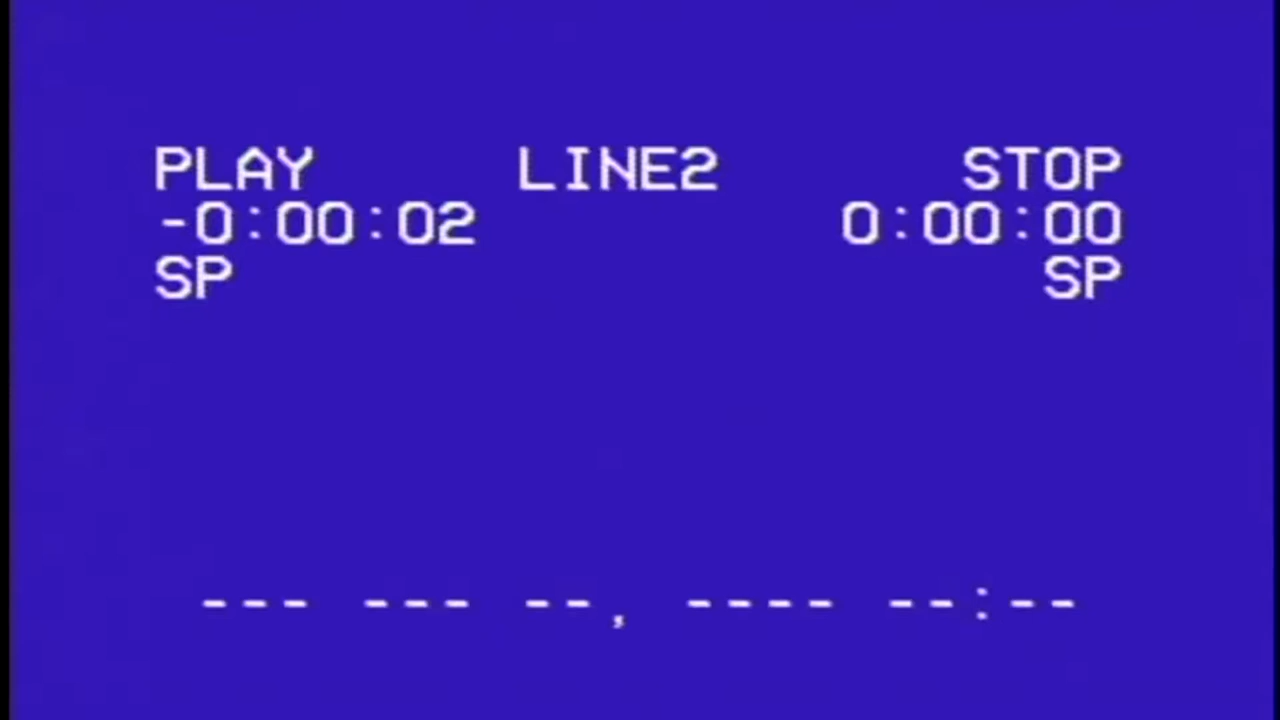 PLAY LINE2 STOP
-0:00:02 0:00:00
SP SP
--- --- --, ---- --:--